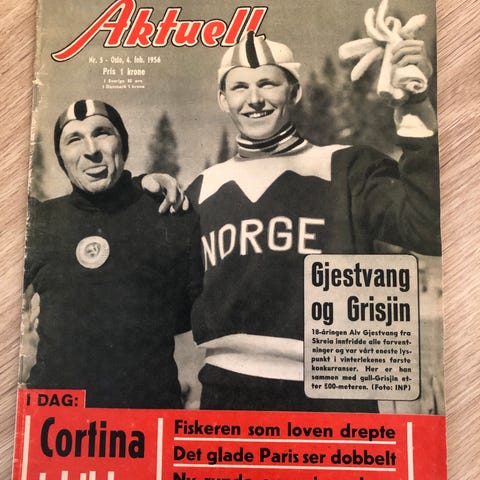 Aktuell
Nr. 5 - Oslo, 4. feb. 1956
Pris 1 krone
I Sverige 80 øre
I Danmark 1 krone
NORGE
Gjestvang
og Grisjin
18-åringen Alv Gjestvang fra
Skreia innfridde alle forvent-
ninger og var vårt eneste lys-
punkt i vinterlekenes første
konkurranser. Her er han
sammen med gull-Grisjin et-
ter 500-meteren. (Foto: INP)
I DAG:
Cortina
Fiskeren som loven drepte
Det glade Paris ser dobbelt